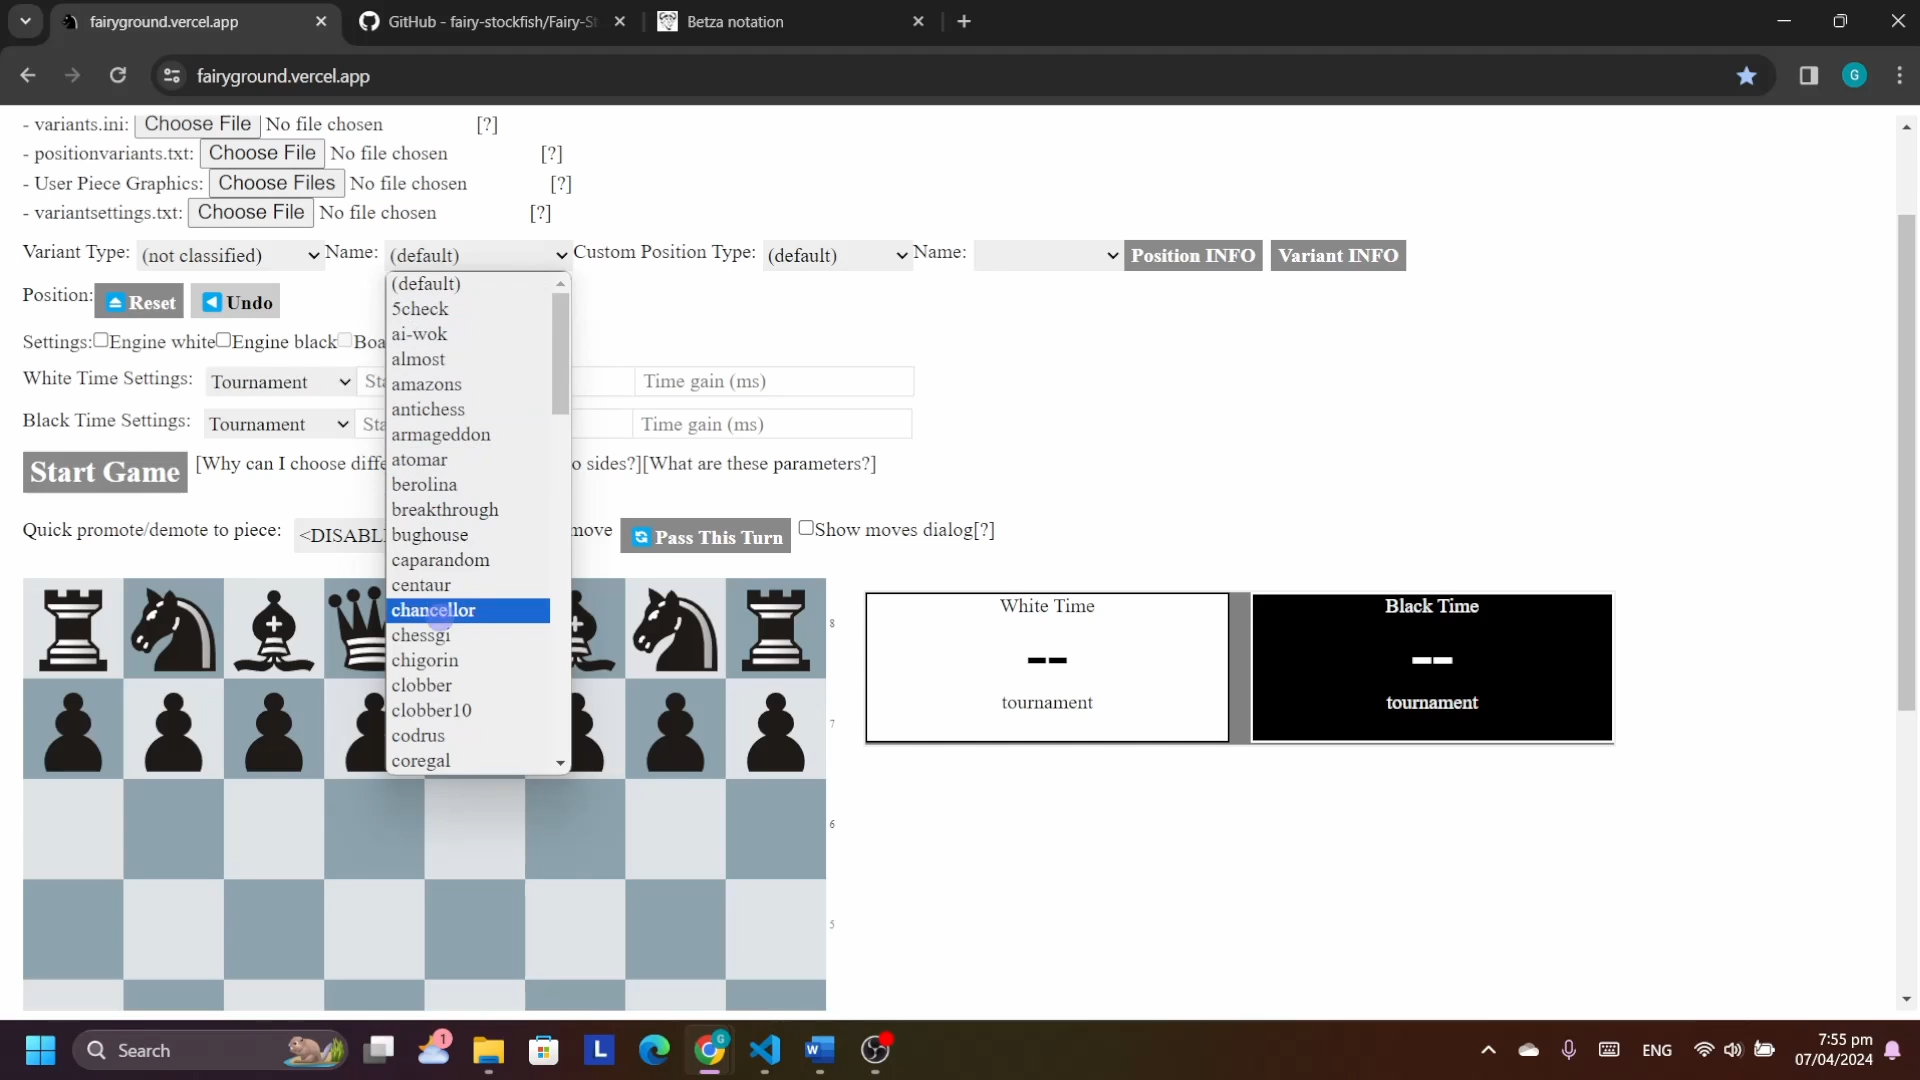 fairyground.vercel.app
GitHub - fairy-stockfish/Fairy-S
Betza notation
fairyground.vercel.app
G
- variants.ini: Choose File No file chosen [?]
- positionvariants.txt: Choose File No file chosen [?]
- User Piece Graphics: Choose Files No file chosen [?]
- variantsettings.txt: Choose File No file chosen [?]
Variant Type: (not classified) Name: (default) Custom Position Type: (default) Name: Position INFO Variant INFO
(default)
5check
ai-wok
almost
amazons
antichess
armageddon
atomar
berolina
breakthrough
bughouse
caparandom
centaur
chancellor
chessgi
chigorin
clobber
clobber10
codrus
coregal
Position: Reset Undo
Settings: Engine white Engine black Boa
White Time Settings: Tournament Sta Time gain (ms)
Black Time Settings: Tournament Sta Time gain (ms)
Start Game [Why can I choose diffe o sides?][What are these parameters?]
Quick promote/demote to piece: <DISABL move Pass This Turn Show moves dialog[?]
8
7
6
5
White Time
--
tournament
Black Time
--
tournament
Search
1
L
G
W
ENG
7:55 pm
07/04/2024